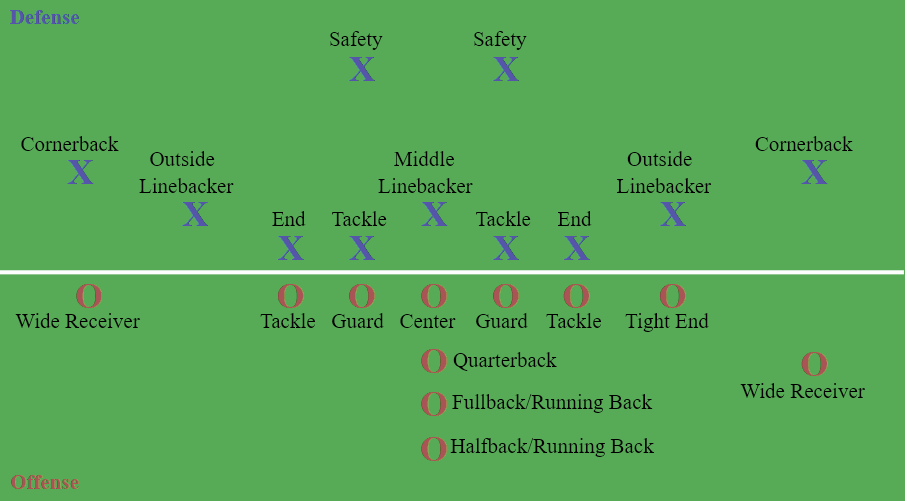 Defense
Safety Safety
X X
Cornerback Cornerback
X X
Outside Middle Outside
Linebacker Linebacker Linebacker
X X X
End Tackle Tackle End
X X X X
O O O O O O O
Wide Receiver Tackle Guard Center Guard Tackle Tight End
O Quarterback
O
Wide Receiver
O Fullback/Running Back
O Halfback/Running Back
Offense